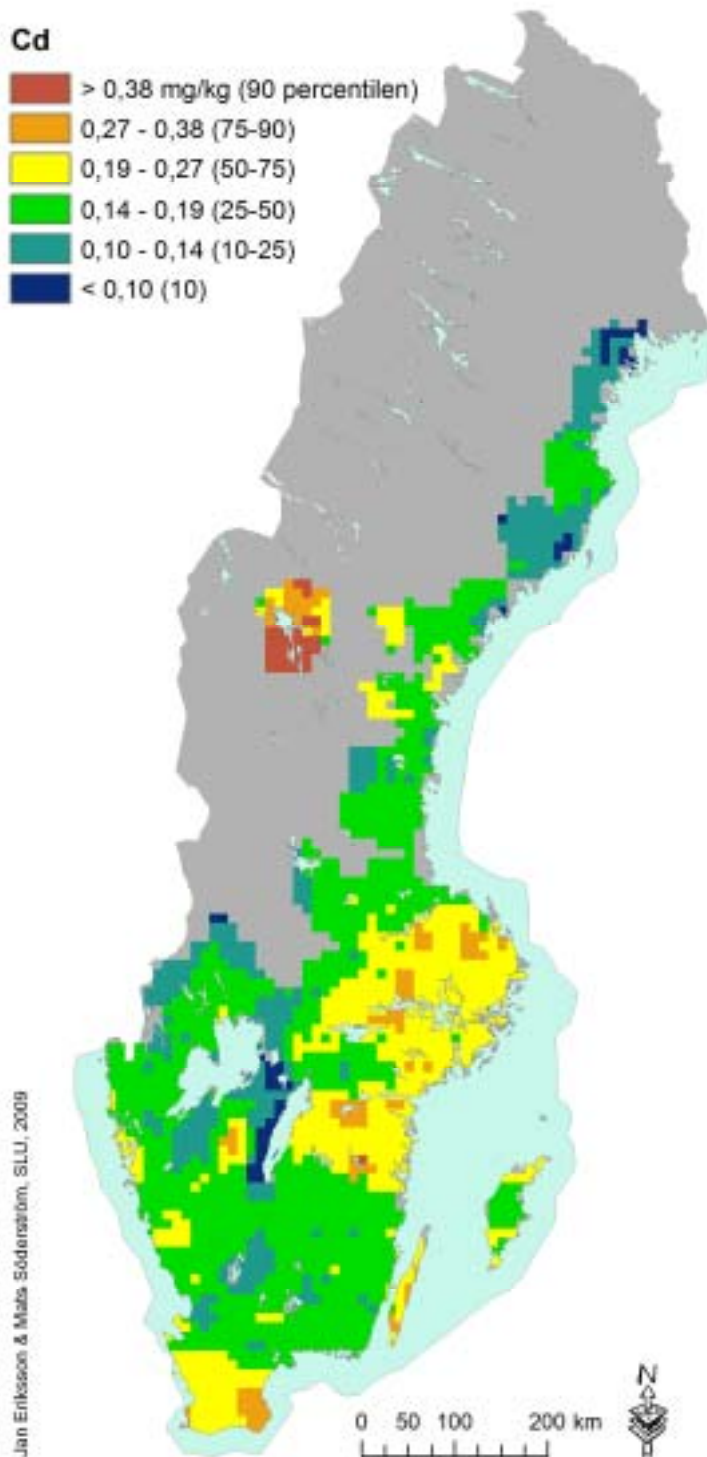 Cd
> 0,38 mg/kg (90 percentilen)
0,27 - 0,38 (75-90)
0,19 - 0,27 (50-75)
0,14 - 0,19 (25-50)
0,10 - 0,14 (10-25)
< 0,10 (10)
Jan Eriksson & Mats Söderström, SLU, 2009
N
0 50 100 200 km